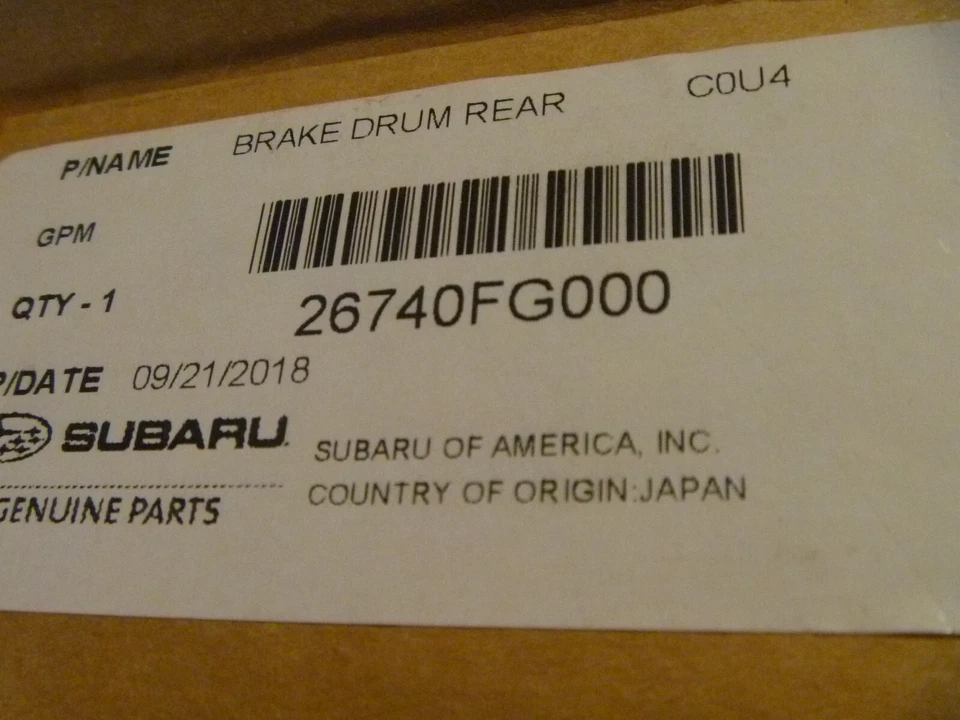 P/NAME BRAKE DRUM REAR C0U4
GPM
26740FG000
QTY - 1
P/DATE 09/21/2018
SUBARU
GENUINE PARTS
SUBARU OF AMERICA, INC.
COUNTRY OF ORIGIN:JAPAN